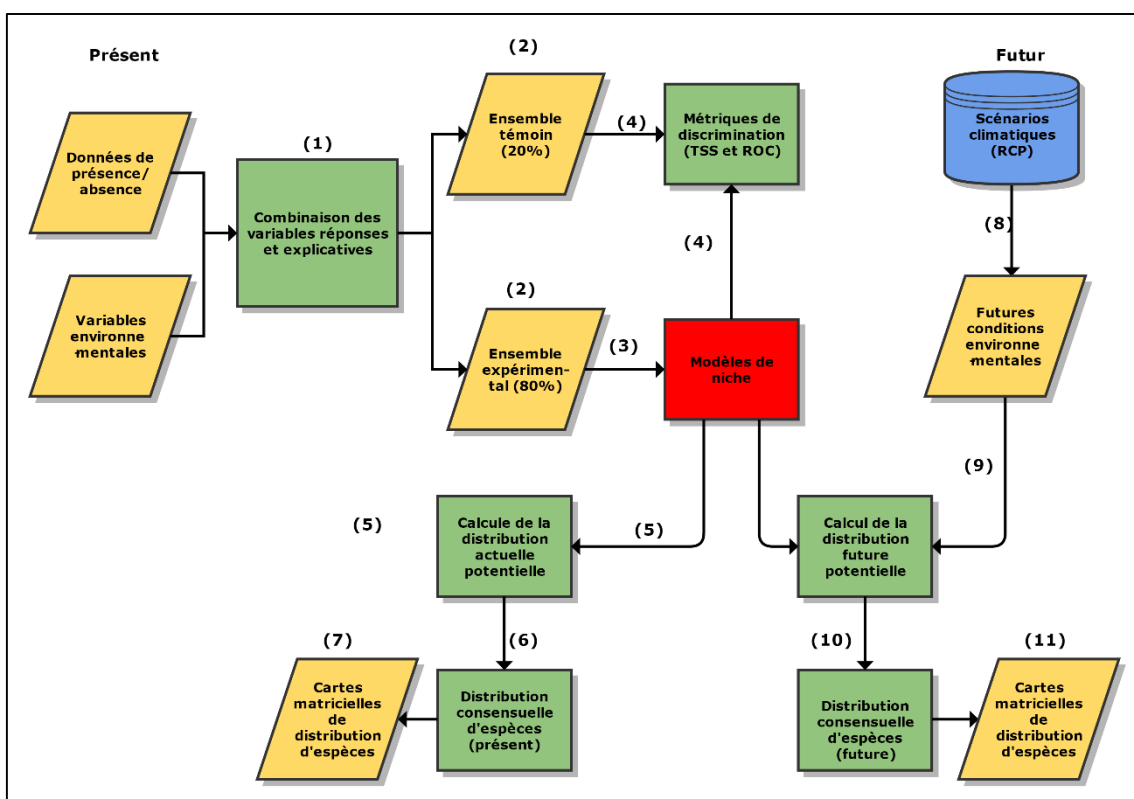 Présent
(2)
Futur
Ensemble
témoin
(20%)
(4)
Métriques de
discrimination
(TSS et ROC)
Scénarios
climatiques
(RCP)
Données de
présence/
absence
(1)
Combinaison des
variables réponses
et explicatives
(4)
(8)
Variables
environne
-mentales
(2)
Ensemble
expérimen-
tal (80%)
(3)
Modèles de
niche
Futures
conditions
environne
-mentales
(9)
(5)
Calcule de la
distribution
actuelle
potentielle
(5)
Calcul de la
distribution
future
potentielle
(7)
(6)
(10)
(11)
Cartes
matricielles
de
distribution
d'espèces
Distribution
consensuelle
d'espèces
(présent)
Distribution
consensuelle
d'espèces
(future)
Cartes
matricielles
de
distribution
d'espèces